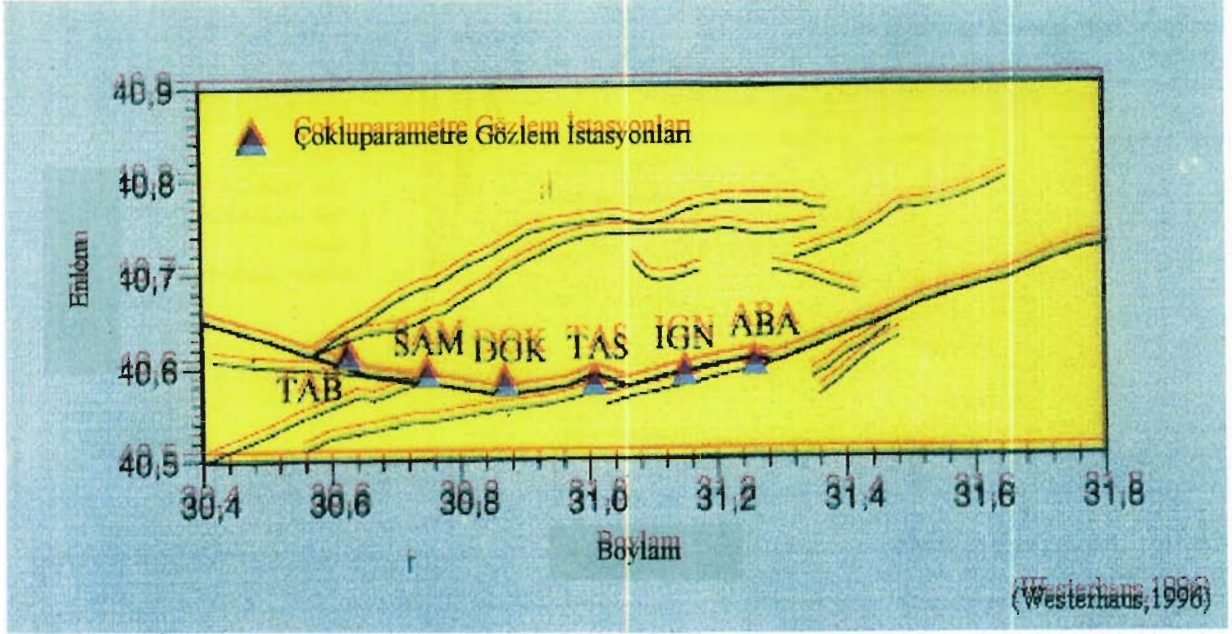 40,9
Çokluparametre Gözlem İstasyonları
40,8
Enlem
40,7
SAM DOK TAS IGN ABA
40,6
TAB
40,5
30,4 30,6 30,8 31,0 31,2 31,4 31,6 31,8
Boylam
(Westerhaus,1996)